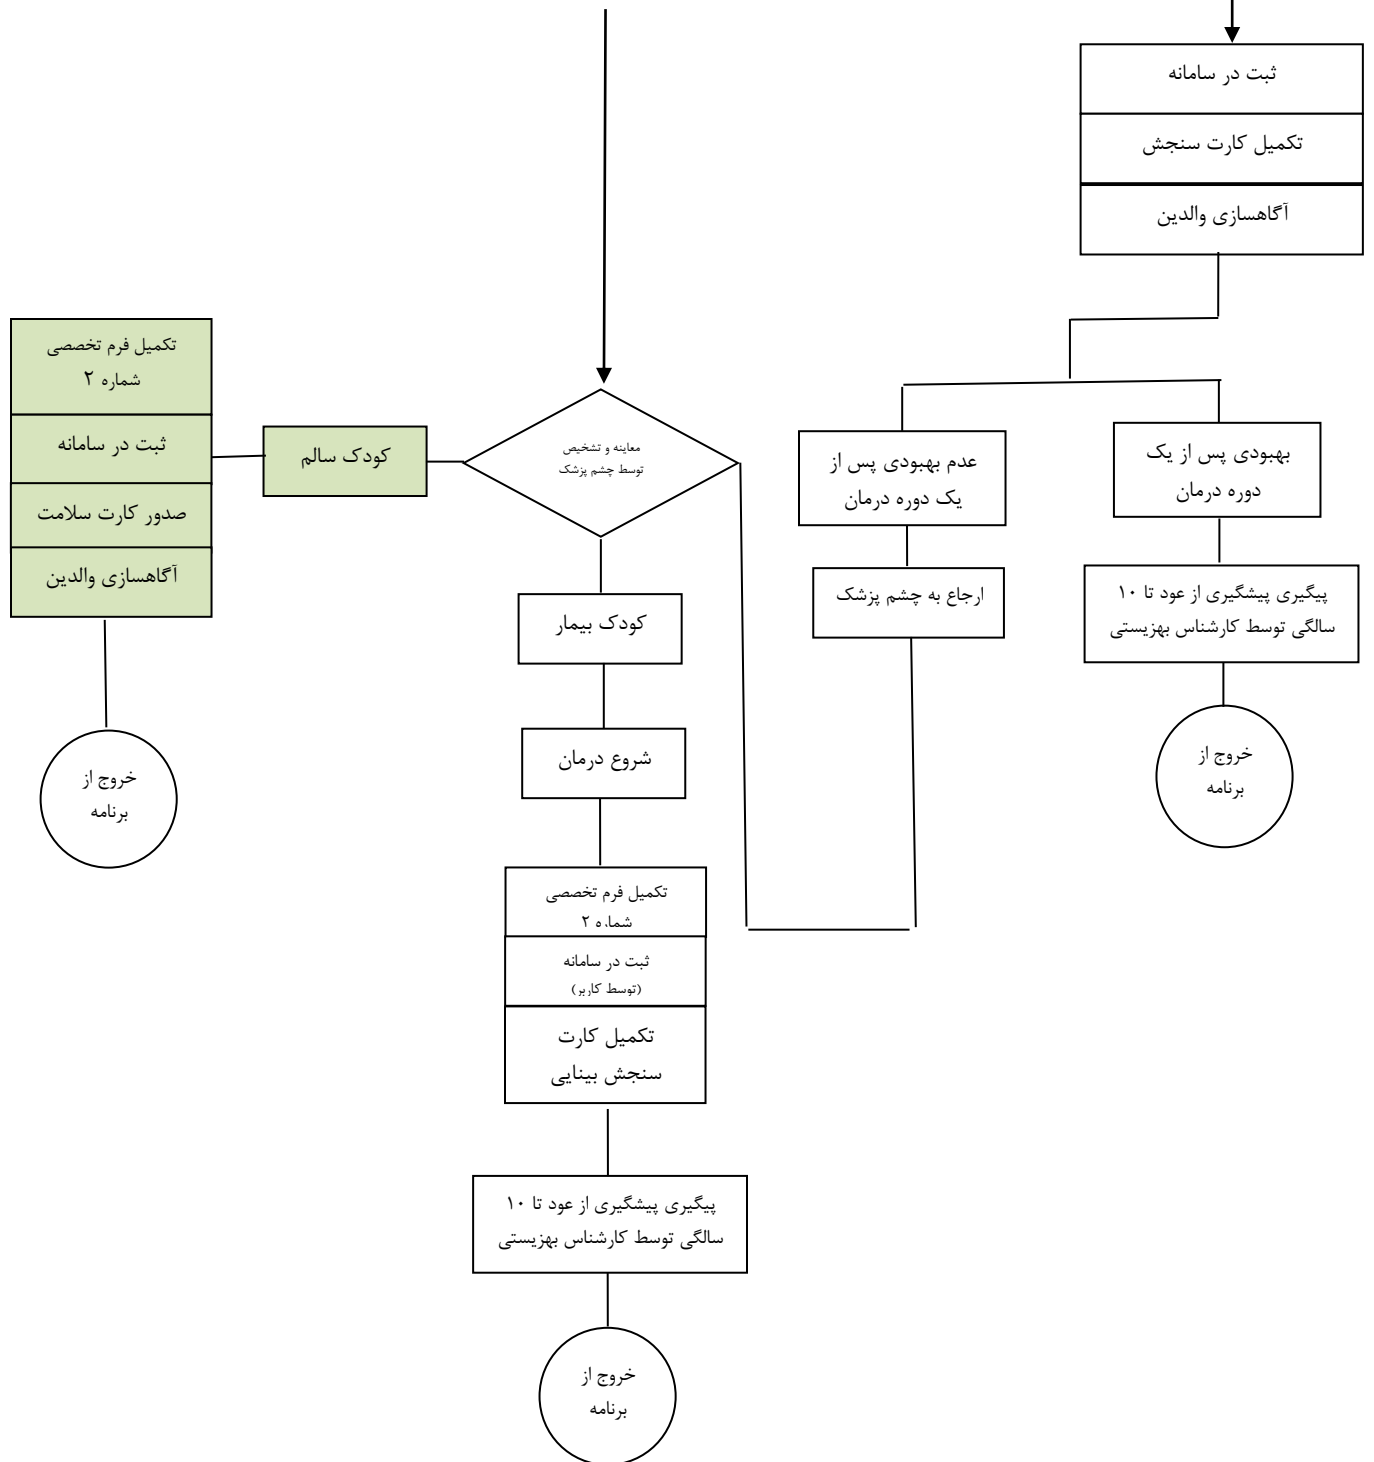 ثبت در سامانه
تکمیل کارت سنجش
آگاهسازی والدین
بهبودی پس از یک
دوره درمان
پیگیری پیشگیری از عود تا ۱۰
سالگی توسط کارشناس بهزیستی
خروج از
برنامه
عدم بهبودی پس از
یک دوره درمان
ارجاع به چشم پزشک
معاینه و تشخیص
توسط چشم پزشک
کودک سالم
تکمیل فرم تخصصی
شماره ۲
ثبت در سامانه
صدور کارت سلامت
آگاهسازی والدین
خروج از
برنامه
کودک بیمار
شروع درمان
تکمیل فرم تخصصی
شماره ۲
ثبت در سامانه
(توسط کاربر)
تکمیل کارت
سنجش بینایی
پیگیری پیشگیری از عود تا ۱۰
سالگی توسط کارشناس بهزیستی
خروج از
برنامه